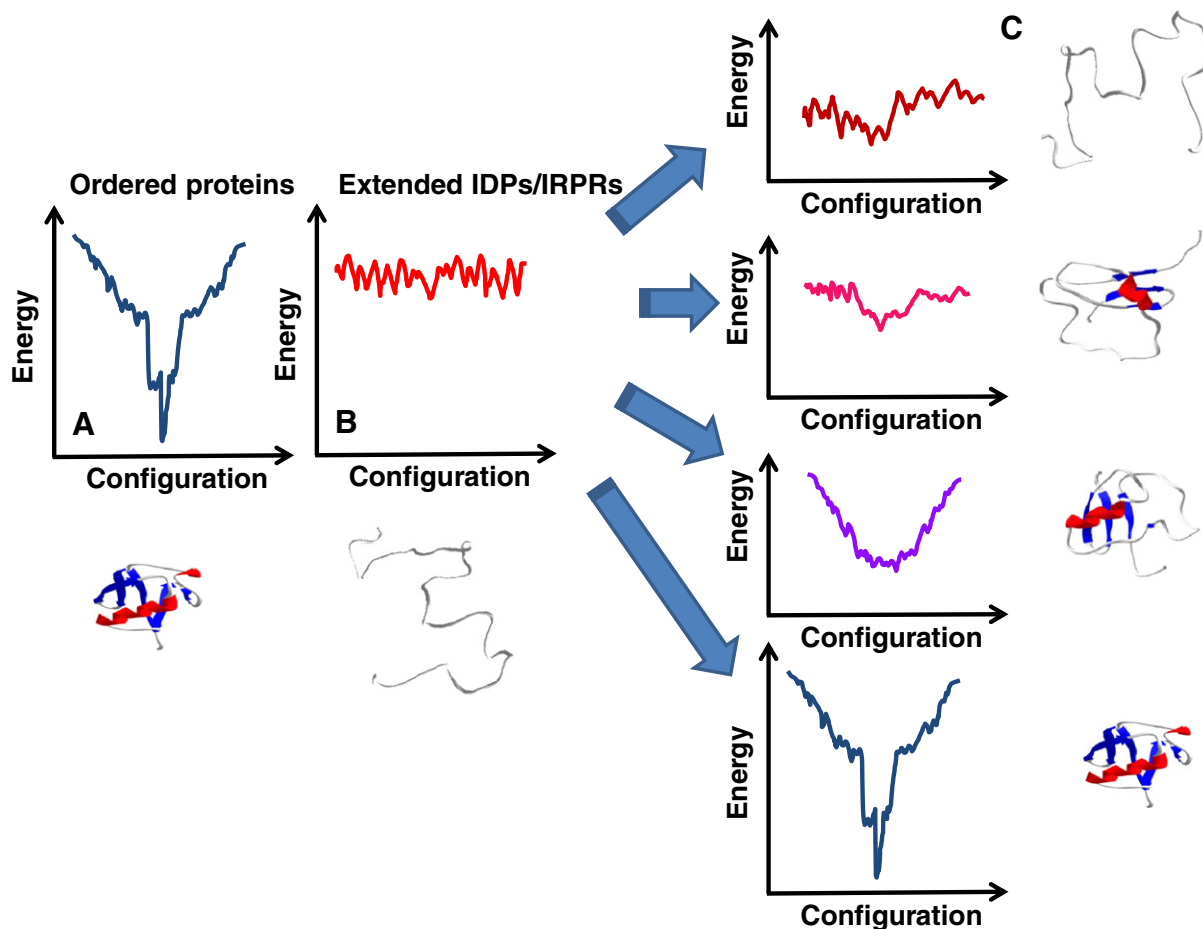 Ordered proteins
Energy
A
Configuration
Extended IDPs/IRPRs
Energy
B
Configuration
C
Energy
Configuration
Energy
Configuration
Energy
Configuration
Energy
Configuration